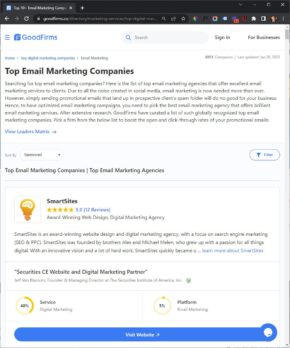 Top 10+ Email Marketing Compan
goodfirms.co/directory/marketing-services/top-digital-mar
GoodFirms
Search
Sign in
For Businesses
Home > top digital marketing companies > Email Marketing
Companies | Last updated: Jan 28, 2023
Top Email Marketing Companies
Searching for top email marketing companies? Here is the list of top email marketing agencies that offer excellent email
marketing services to clients. Due to all the noise created in social media, email marketing is now needed more than ever.
However, simply sending promotional emails that land up in prospective client's spam folder will do no good for your business.
Hence, to have optimized email marketing campaigns, you need to pick the best email marketing agency that offers brilliant
email marketing services. After extensive research, GoodFirms have curated a list of such globally recognized top email
marketing companies. Pick a firm from the below list to boost the open and click-through rates of your promotional emails.
View Leaders Matrix
Sort By
Sponsored
Filter
Top Email Marketing Companies | Top Email Marketing Agencies
SmartSites
5.0 (12 Reviews)
Award Winning Web Design, Digital Marketing Agency
SmartSites is an award-winning website design and digital marketing agency, with a focus on search engine marketing
(SEO & PPC). SmartSites was founded by brothers Alex and Michael Melen, who grew up with a passion for all things
digital. With an innovative vision and a lot of hard work, SmartSites quickly became o ... learn more about SmartSites
"Securities CE Website and Digital Marketing Partner"
Jeff Van Blaricom, Founder & Managing Director at The Securities Institute of America, Inc.
40%
Service
Digital Marketing
5%
Platform
Email Marketing
Visit Website